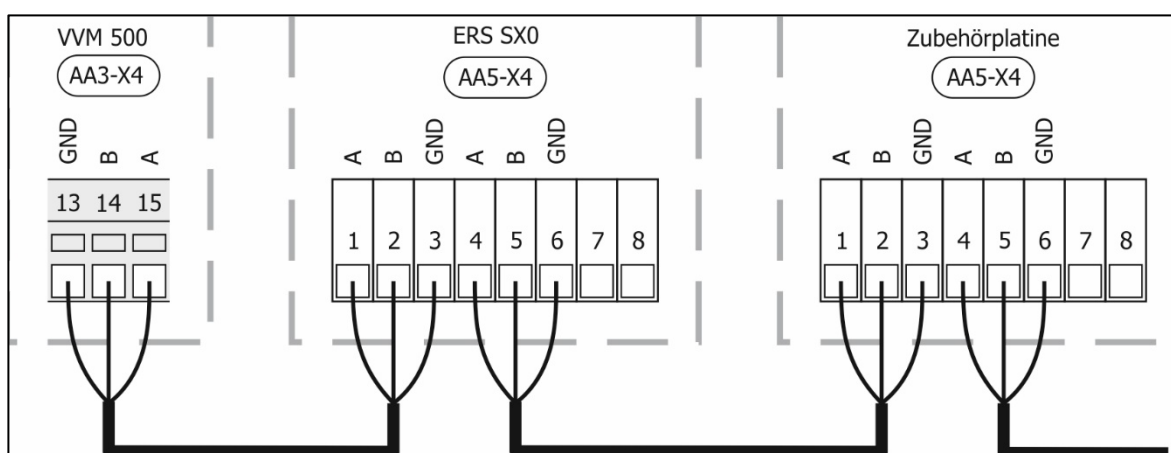 VVM 500
AA3-X4
GND B A
13 14 15
ERS SX0
AA5-X4
A B GND A B GND
1 2 3 4 5 6 7 8
Zubehörplatine
AA5-X4
A B GND A B GND
1 2 3 4 5 6 7 8